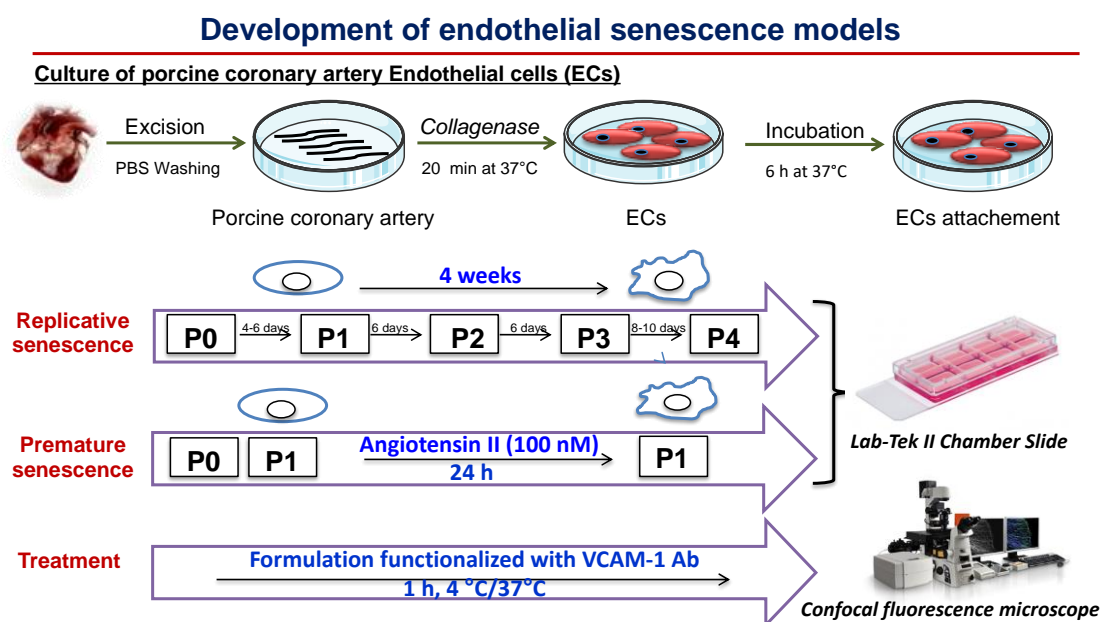 Development of endothelial senescence models
Culture of porcine coronary artery Endothelial cells (ECs)
Excision
PBS Washing
Collagenase
20 min at 37°C
Incubation
6 h at 37°C
Porcine coronary artery
ECs
ECs attachement
4 weeks
Replicative
senescence
P0
4-6 days
P1
6 days
P2
6 days
P3
8-10 days
P4
Lab-Tek II Chamber Slide
Premature
senescence
P0
P1
Angiotensin II (100 nM)
24 h
P1
Treatment
Formulation functionalized with VCAM-1 Ab
1 h, 4 °C/37°C
Confocal fluorescence microscope